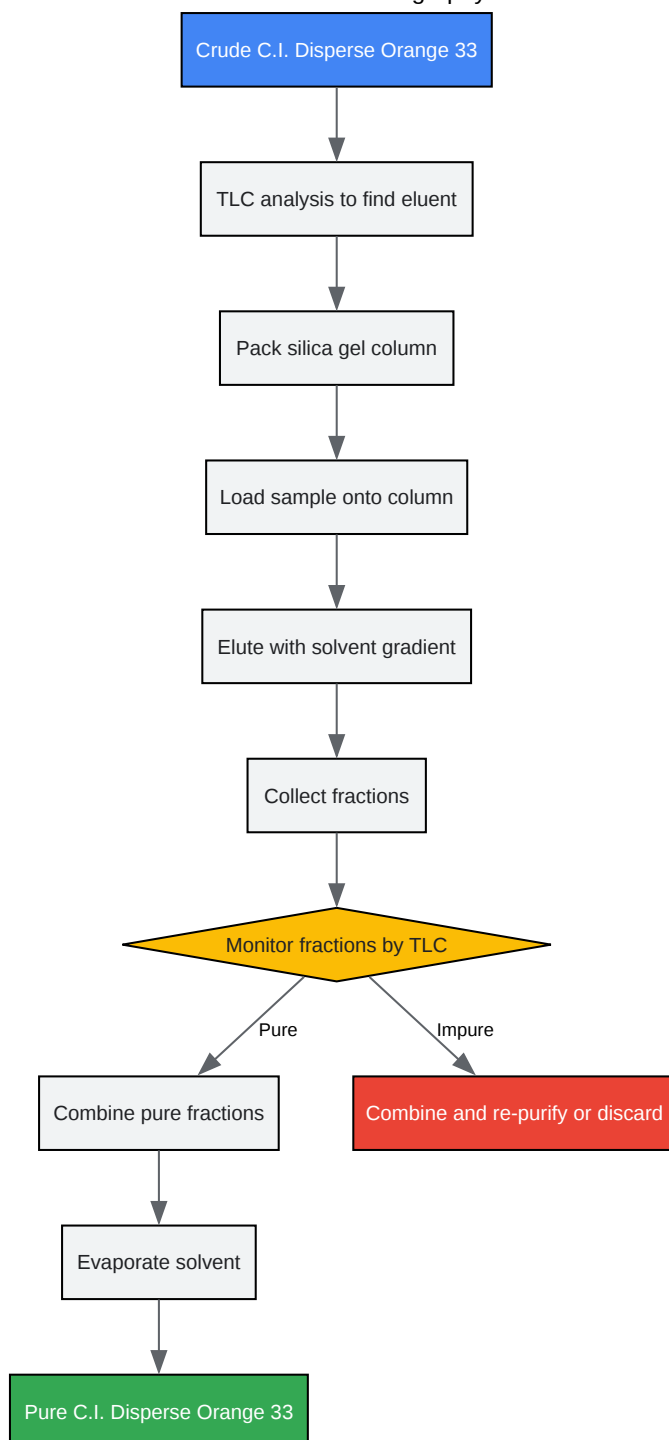 Crude C.I. Disperse Orange 33
TLC analysis to find eluent
Pack silica gel column
Load sample onto column
Elute with solvent gradient
Collect fractions
Monitor fractions by TLC
Pure
Impure
Combine pure fractions
Combine and re-purify or discard
Evaporate solvent
Pure C.I. Disperse Orange 33